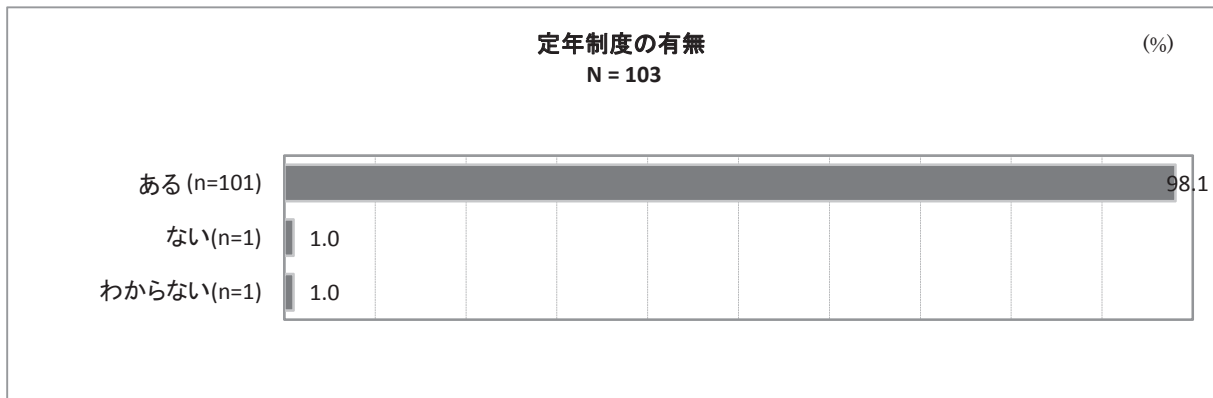 定年制度の有無
(%)
N = 103
ある (n=101)
98.1
ない(n=1)
1.0
わからない(n=1)
1.0